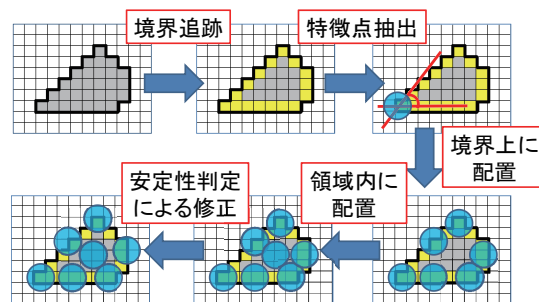 境界追跡
特徴点抽出
境界上に
配置
領域内に
配置
安定性判定
による修正